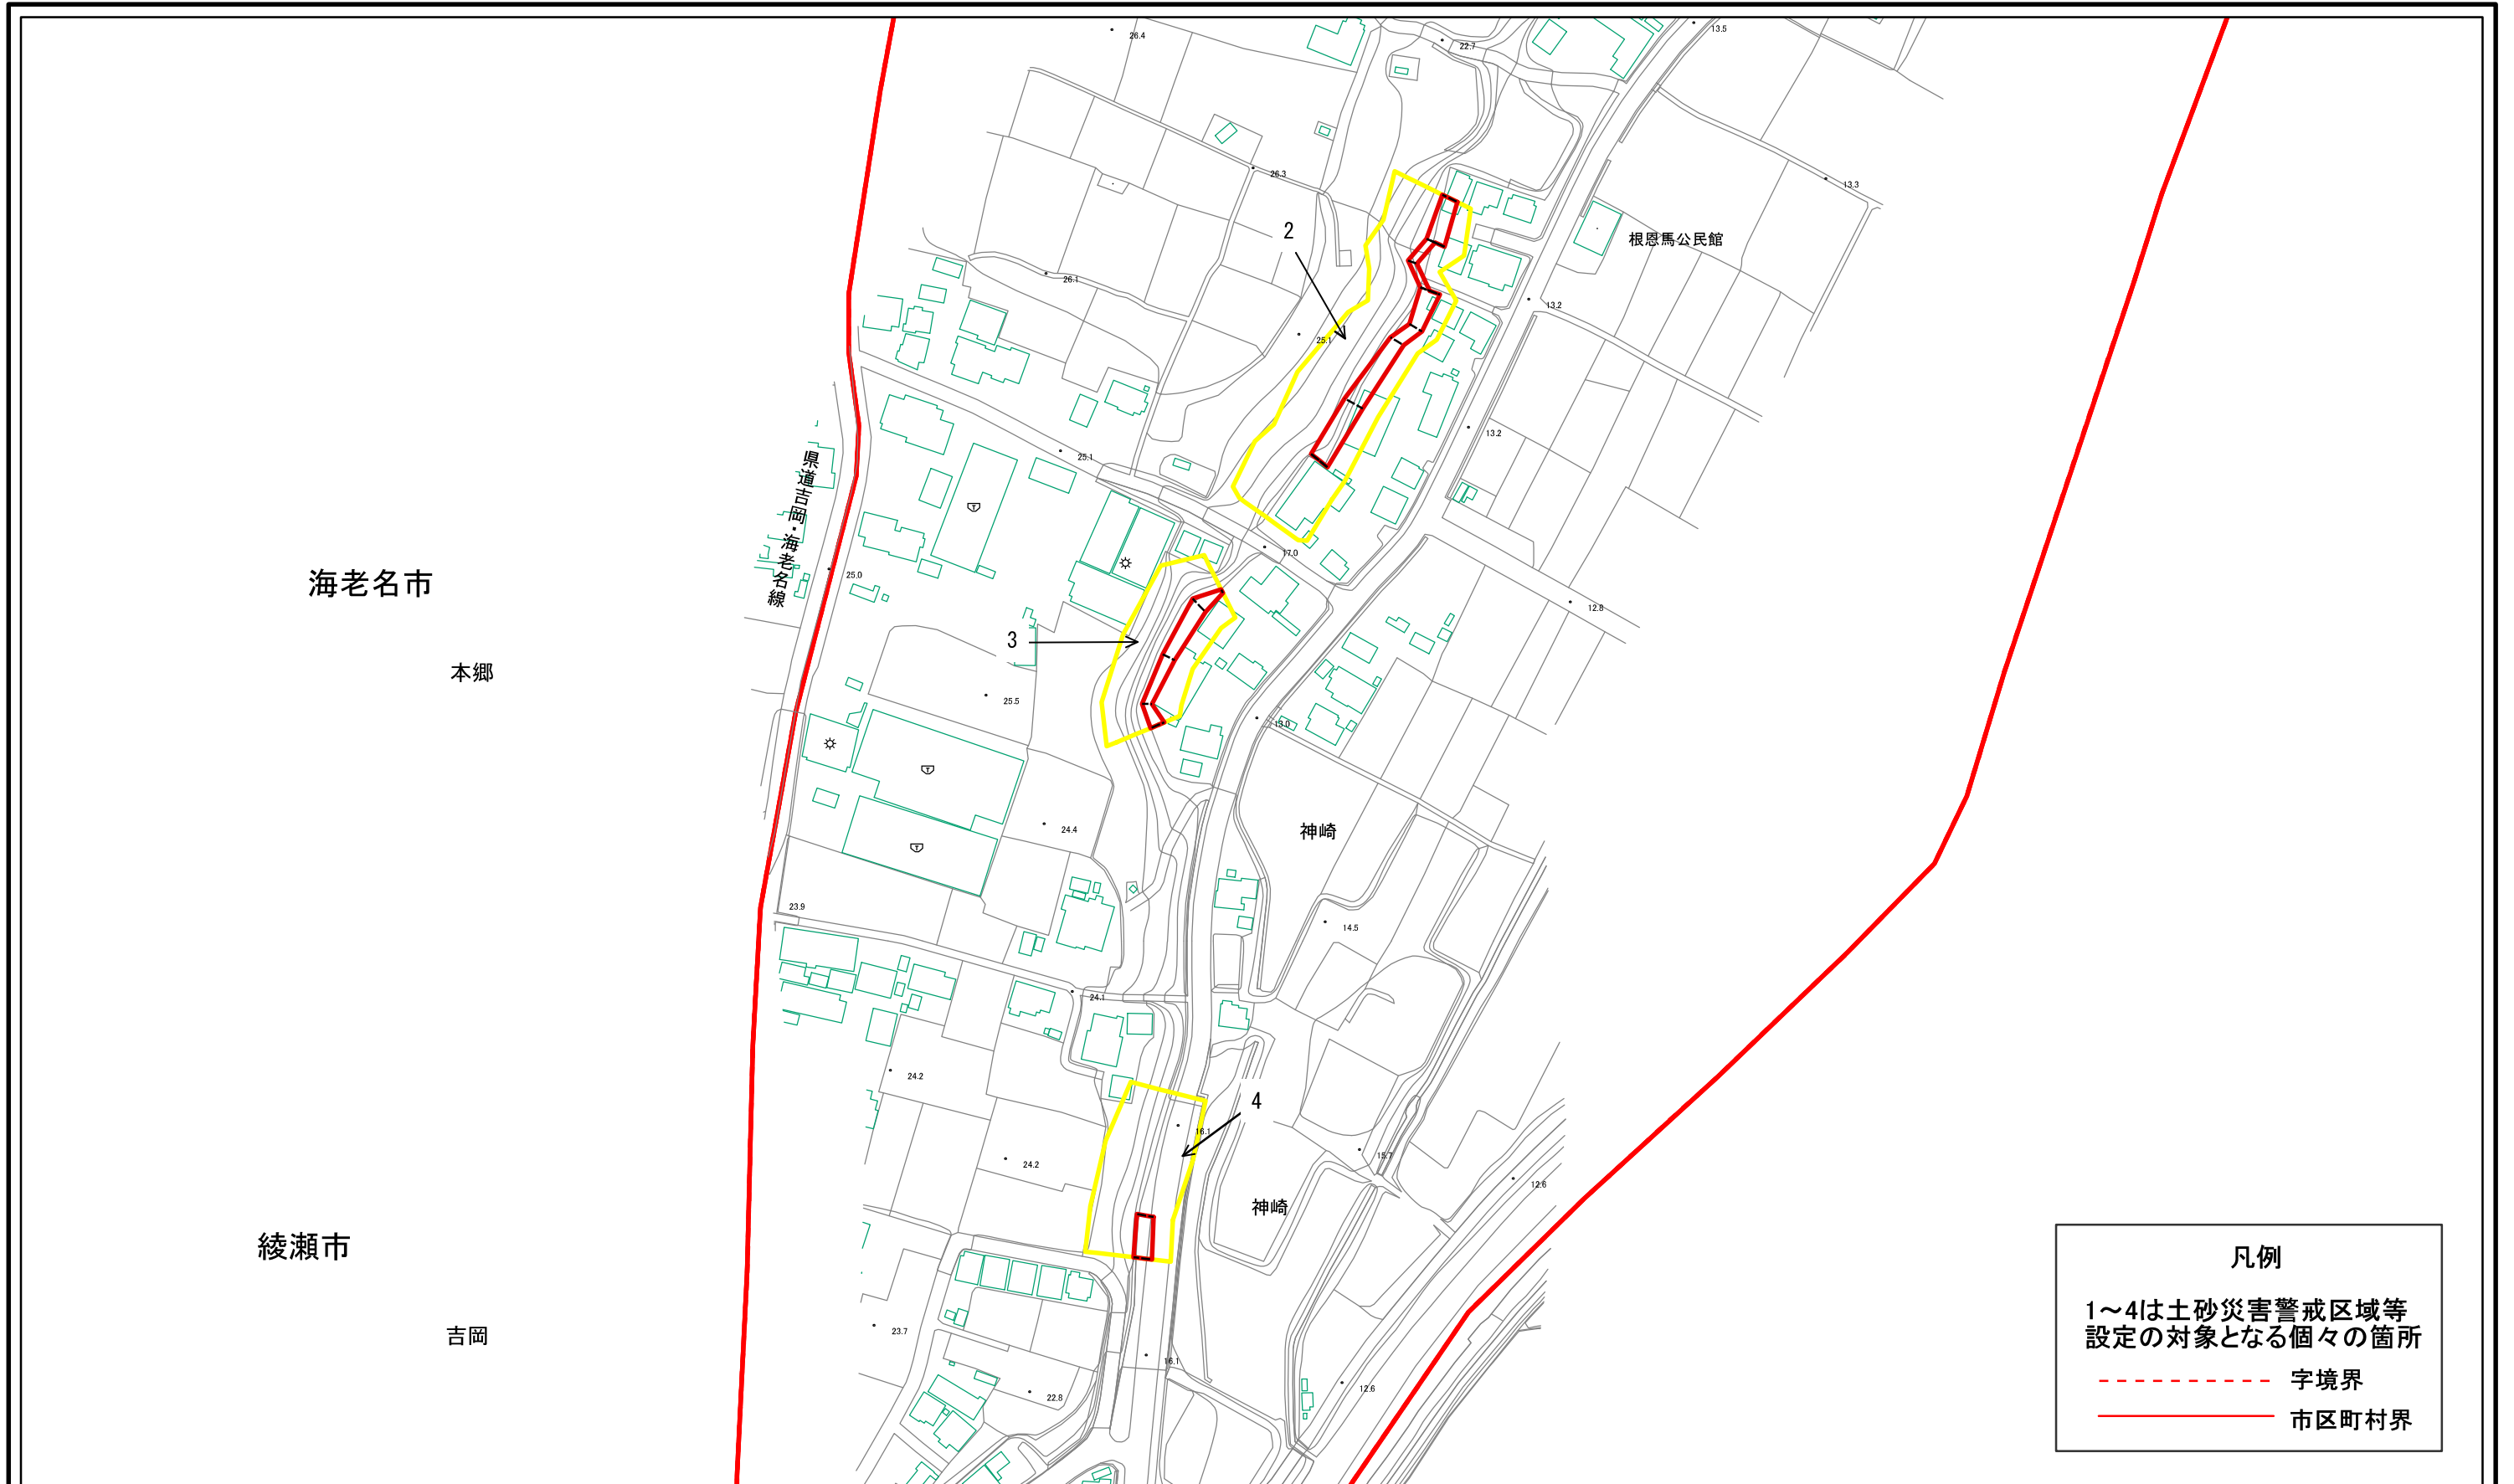 26.4
22.7
13.5
26.3
13.3
2
根恩馬公民館
26.1
13.2
25.1
13.2
25.1
県道吉岡・海老名線
17.0
25.0
海老名市
12.8
3
本郷
25.5
13.0
24.4
神崎
23.9
14.5
24.1
24.2
4
16.1
15.7
24.2
12.6
神崎
綾瀬市
吉岡
23.7
16.1
22.8
12.6
凡例
1～4は土砂災害警戒区域等
設定の対象となる個々の箇所
字境界
市区町村界